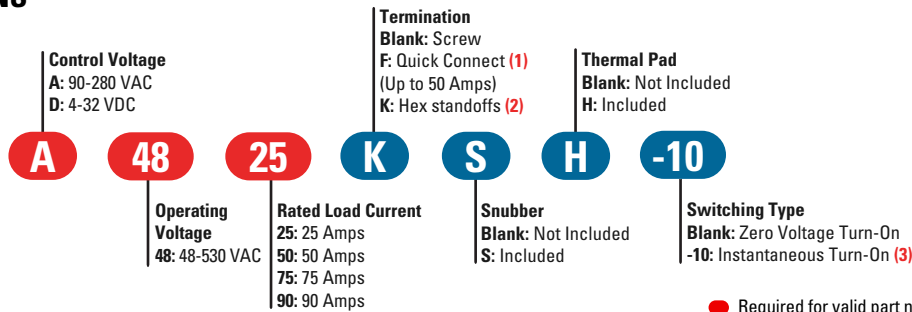 Termination
Blank: Screw
F: Quick Connect (1)
(Up to 50 Amps)
K: Hex standoffs (2)
Control Voltage
A: 90-280 VAC
D: 4-32 VDC
Thermal Pad
Blank: Not Included
H: Included
A 48 25 K S H -10
Operating
Voltage
48: 48-530 VAC
Rated Load Current
25: 25 Amps
50: 50 Amps
75: 75 Amps
90: 90 Amps
Snubber
Blank: Not Included
S: Included
Switching Type
Blank: Zero Voltage Turn-On
-10: Instantaneous Turn-On (3)
Required for valid part n